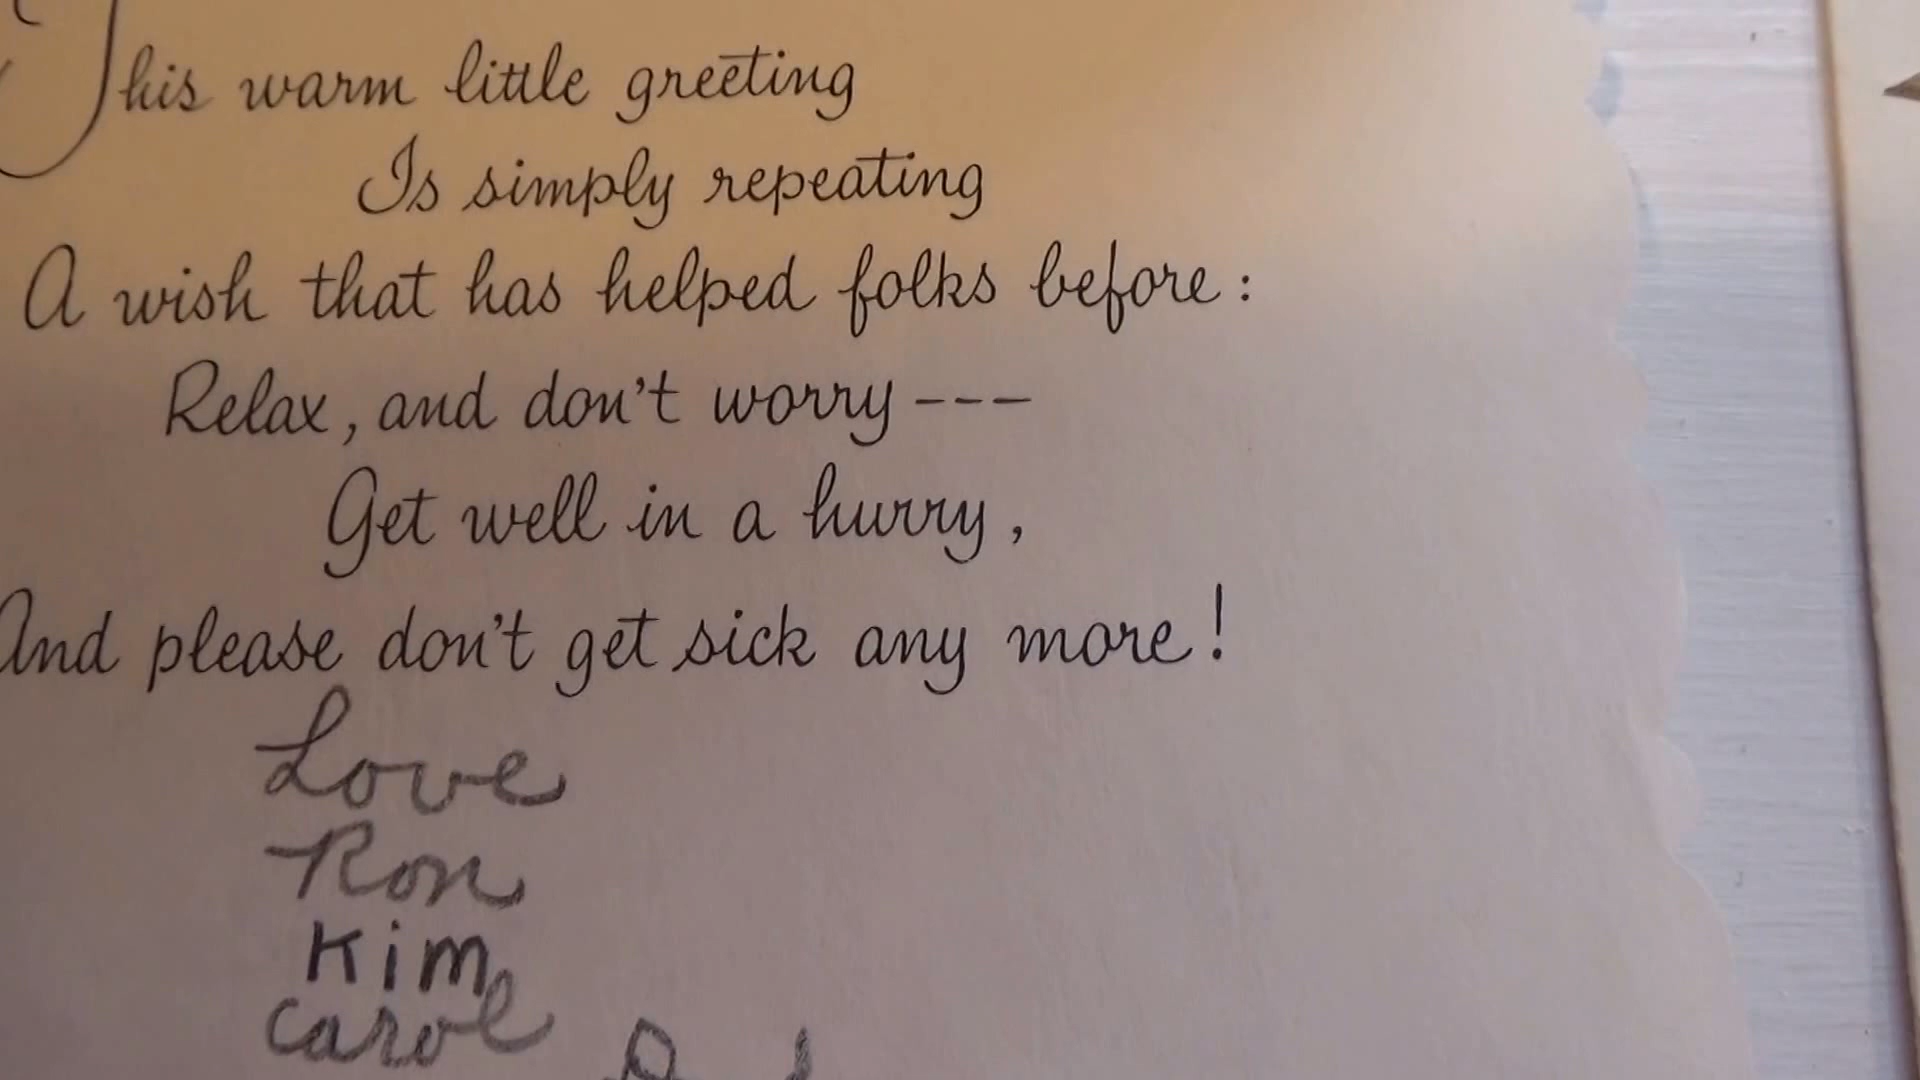 This warm little greeting
Is simply repeating
A wish that has helped folks before:
Relax, and don't worry ---
Get well in a hurry,
And please don't get sick any more!
Love
Ron
Kim
Carol